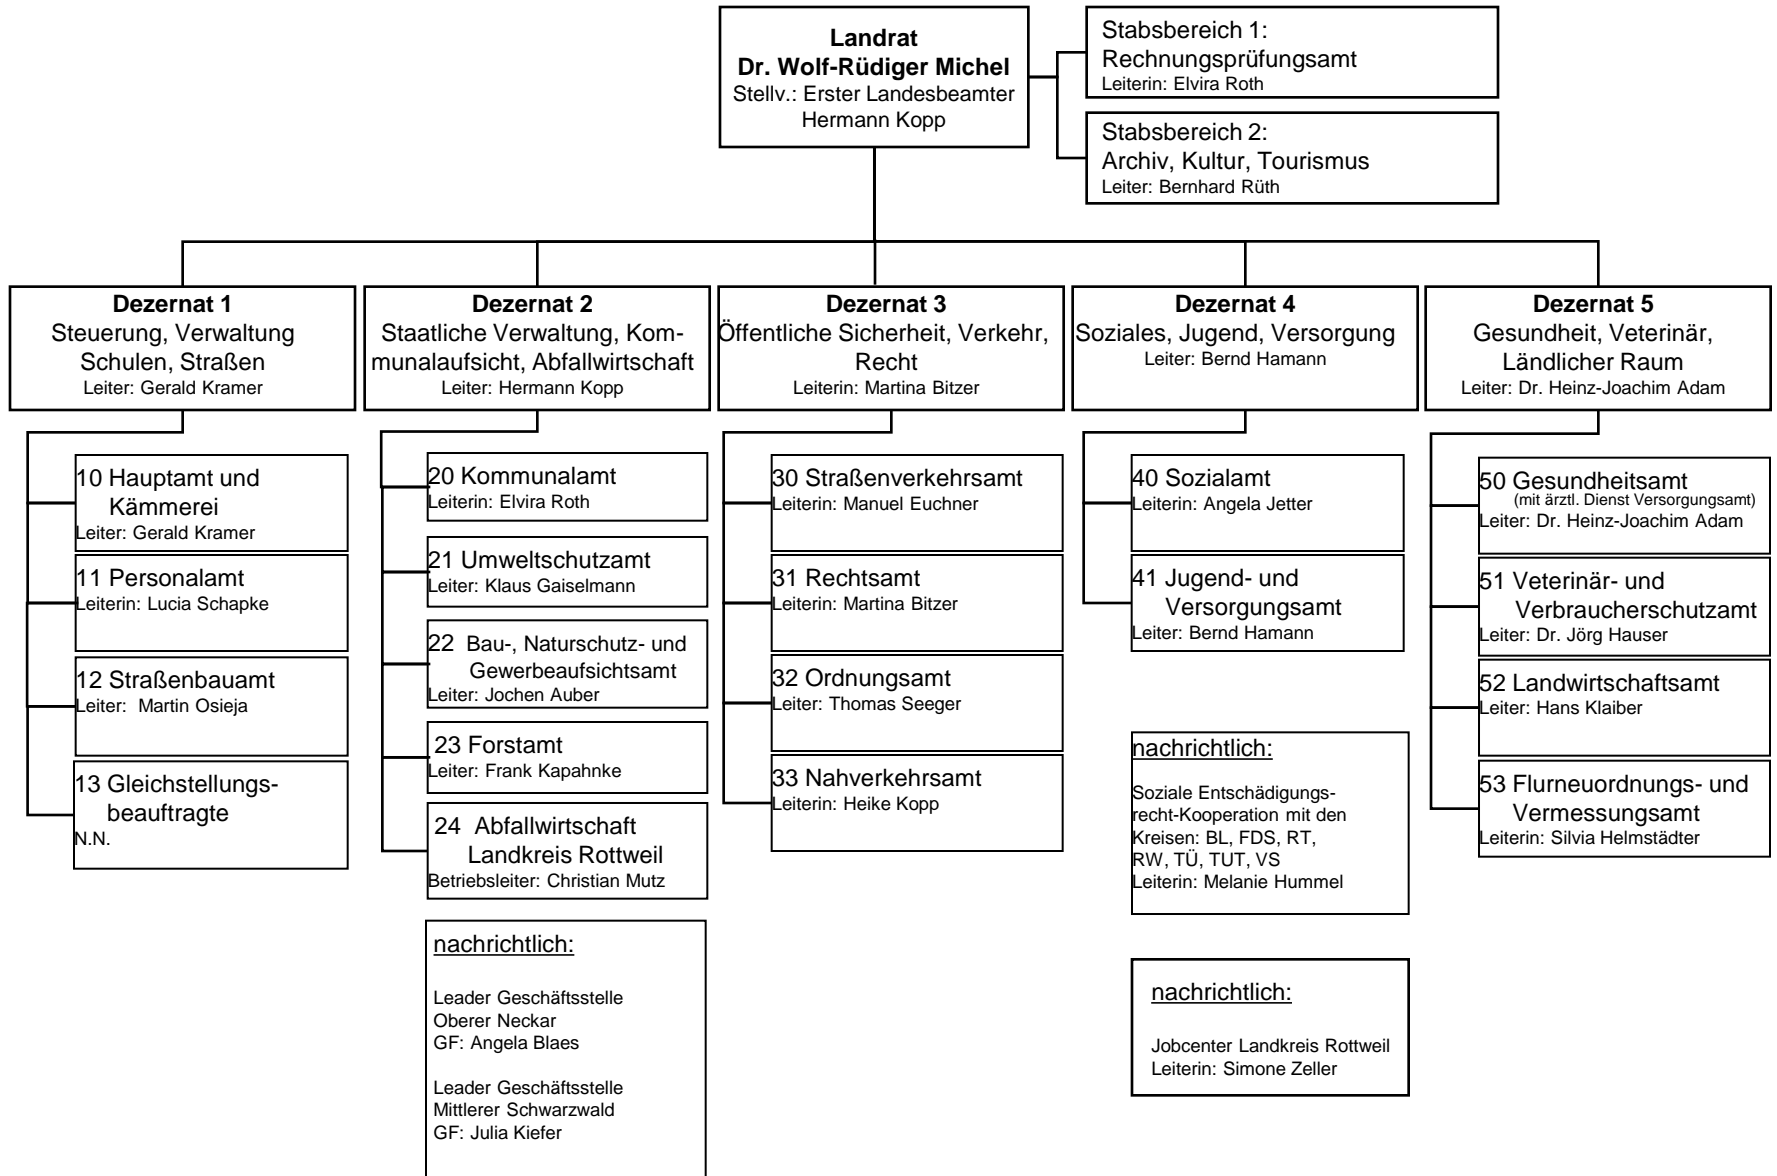 Landrat
Dr. Wolf-Rüdiger Michel
Stellv.: Erster Landesbeamter
Hermann Kopp
Stabsbereich 1:
Rechnungsprüfungsamt
Leiterin: Elvira Roth
Stabsbereich 2:
Archiv, Kultur, Tourismus
Leiter: Bernhard Rüth
Dezernat 1
Steuerung, Verwaltung
Schulen, Straßen
Leiter: Gerald Kramer
Dezernat 2
Staatliche Verwaltung, Kom-
munalaufsicht, Abfallwirtschaft
Leiter: Hermann Kopp
Dezernat 3
Öffentliche Sicherheit, Verkehr,
Recht
Leiterin: Martina Bitzer
Dezernat 4
Soziales, Jugend, Versorgung
Leiter: Bernd Hamann
Dezernat 5
Gesundheit, Veterinär,
Ländlicher Raum
Leiter: Dr. Heinz-Joachim Adam
10 Hauptamt und
Kämmerei
Leiter: Gerald Kramer
11 Personalamt
Leiterin: Lucia Schapke
12 Straßenbauamt
Leiter: Martin Osieja
13 Gleichstellungs-
beauftragte
N.N.
20 Kommunalamt
Leiterin: Elvira Roth
21 Umweltschutzamt
Leiter: Klaus Gaiselmann
22 Bau-, Naturschutz- und
Gewerbeaufsichtsamt
Leiter: Jochen Auber
23 Forstamt
Leiter: Frank Kapahnke
24 Abfallwirtschaft
Landkreis Rottweil
Betriebsleiter: Christian Mutz
nachrichtlich:
Leader Geschäftsstelle
Oberer Neckar
GF: Angela Blaes
Leader Geschäftsstelle
Mittlerer Schwarzwald
GF: Julia Kiefer
30 Straßenverkehrsamt
Leiterin: Manuel Euchner
31 Rechtsamt
Leiterin: Martina Bitzer
32 Ordnungsamt
Leiter: Thomas Seeger
33 Nahverkehrsamt
Leiterin: Heike Kopp
40 Sozialamt
Leiterin: Angela Jetter
41 Jugend- und
Versorgungsamt
Leiter: Bernd Hamann
nachrichtlich:
Soziale Entschädigungs-
recht-Kooperation mit den
Kreisen: BL, FDS, RT,
RW, TÜ, TUT, VS
Leiterin: Melanie Hummel
nachrichtlich:
Jobcenter Landkreis Rottweil
Leiterin: Simone Zeller
50 Gesundheitsamt
(mit ärztl. Dienst Versorgungsamt)
Leiter: Dr. Heinz-Joachim Adam
51 Veterinär- und
Verbraucherschutzamt
Leiter: Dr. Jörg Hauser
52 Landwirtschaftsamt
Leiter: Hans Klaiber
53 Flurneuordnungs- und
Vermessungsamt
Leiterin: Silvia Helmstädter